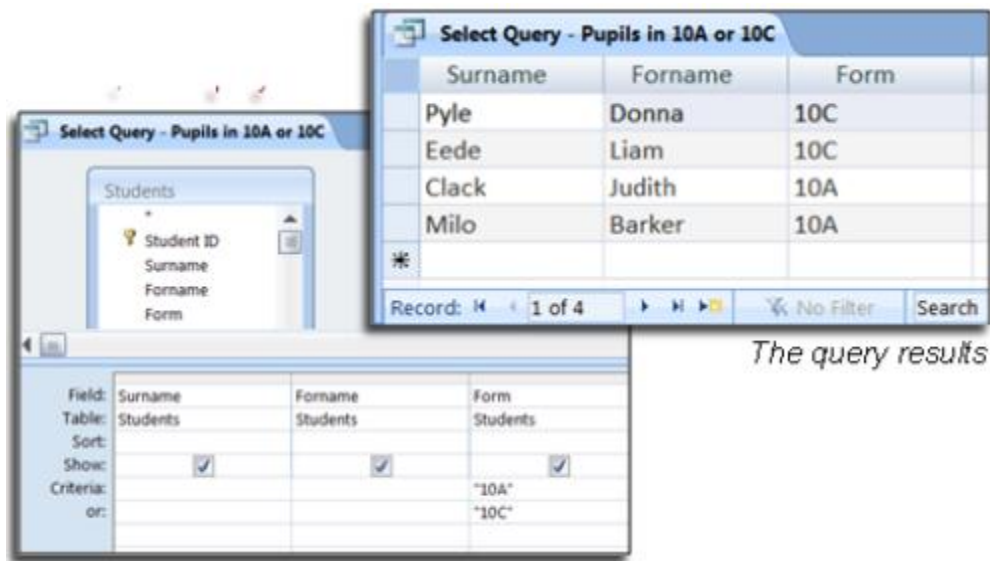 Select Query - Pupils in 10A or 10C
Surname Forname Form
Pyle Donna 10C
Eede Liam 10C
Clack Judith 10A
Milo Barker 10A
Record: 1 of 4 No Filter Search
The query results
Select Query - Pupils in 10A or 10C
Students
*
Student ID
Surname
Forname
Form
Field: Surname Forname Form
Table: Students Students Students
Sort:
Show:
Criteria: "10A"
or: "10C"